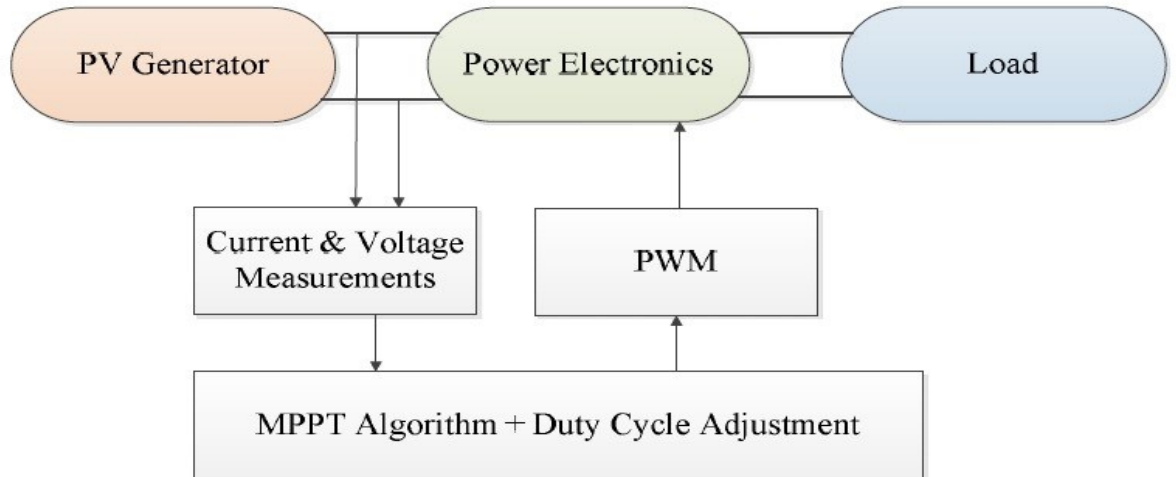 PV Generator
Power Electronics
Load
Current & Voltage
Measurements
PWM
MPPT Algorithm + Duty Cycle Adjustment